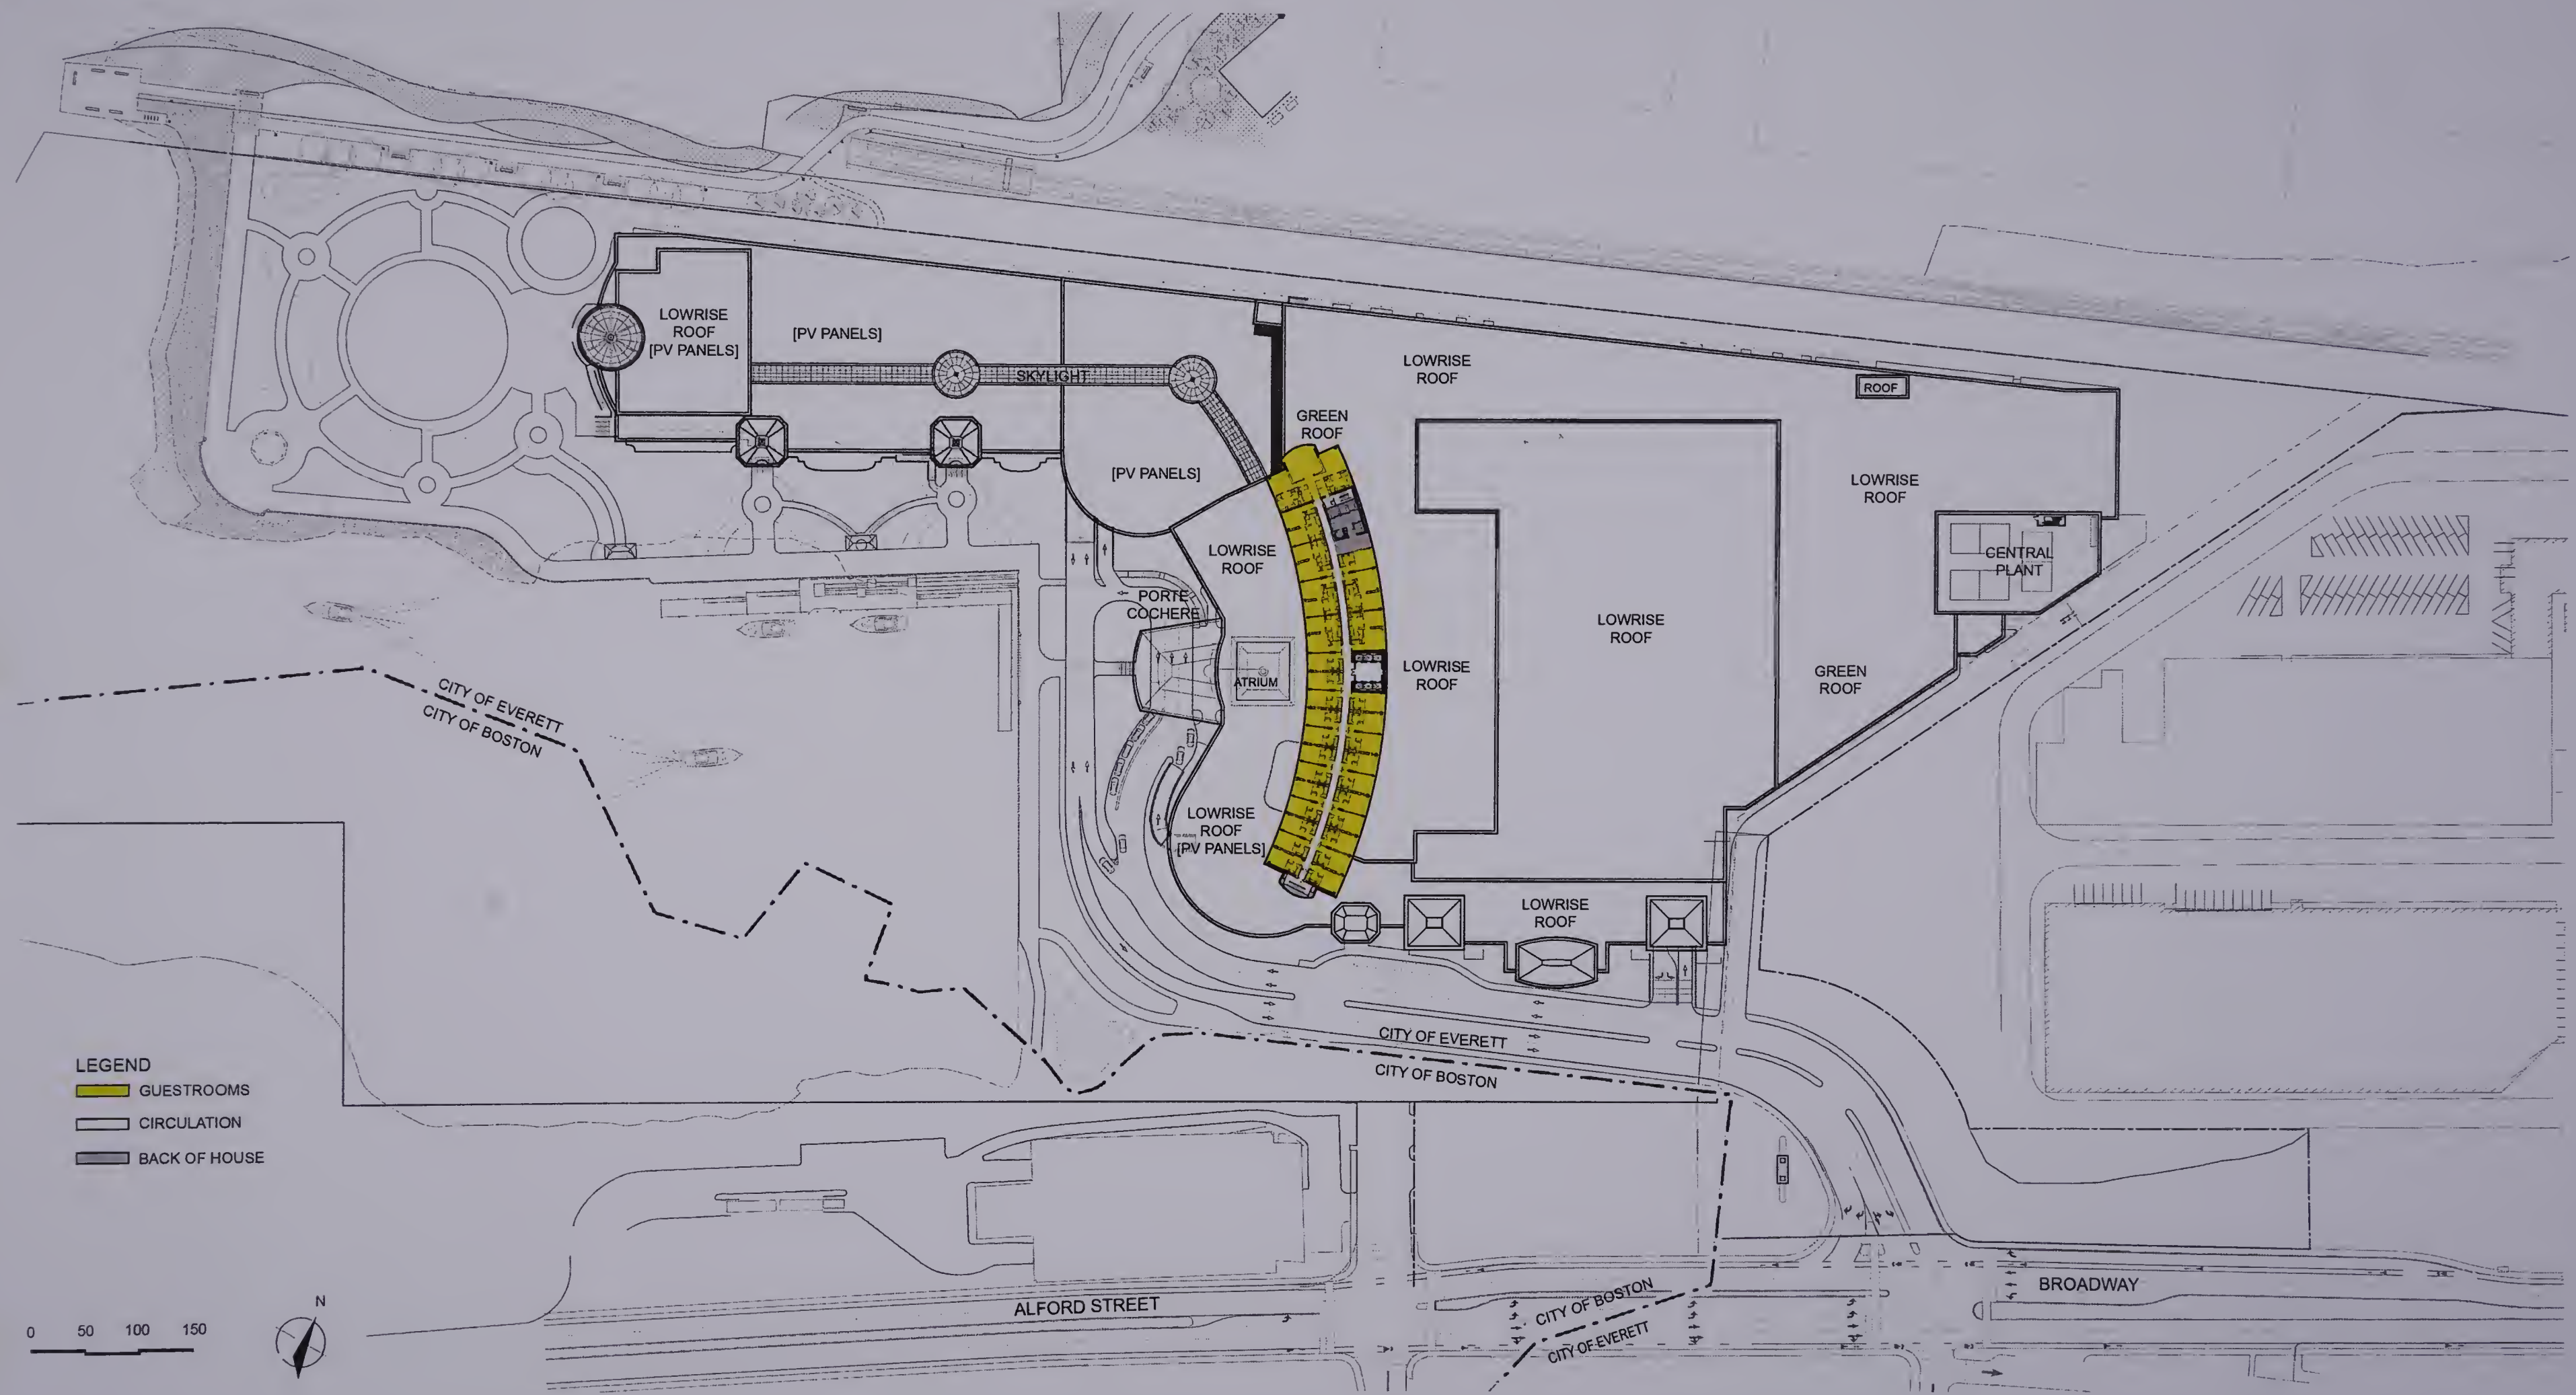 LOWRISE
ROOF
[PV PANELS]
[PV PANELS]
SKYLIGHT
LOWRISE
ROOF
ROOF
GREEN
ROOF
[PV PANELS]
LOWRISE
ROOF
LOWRISE
ROOF
CENTRAL
PLANT
PORTE
COCHERE
LOWRISE
ROOF
ATRIUM
LOWRISE
ROOF
GREEN
ROOF
CITY OF EVERETT
CITY OF BOSTON
LOWRISE
ROOF
[PV PANELS]
LOWRISE
ROOF
CITY OF EVERETT
CITY OF BOSTON
LEGEND
GUESTROOMS
CIRCULATION
BACK OF HOUSE
N
0 50 100 150
ALFORD STREET
CITY OF BOSTON
CITY OF EVERETT
BROADWAY